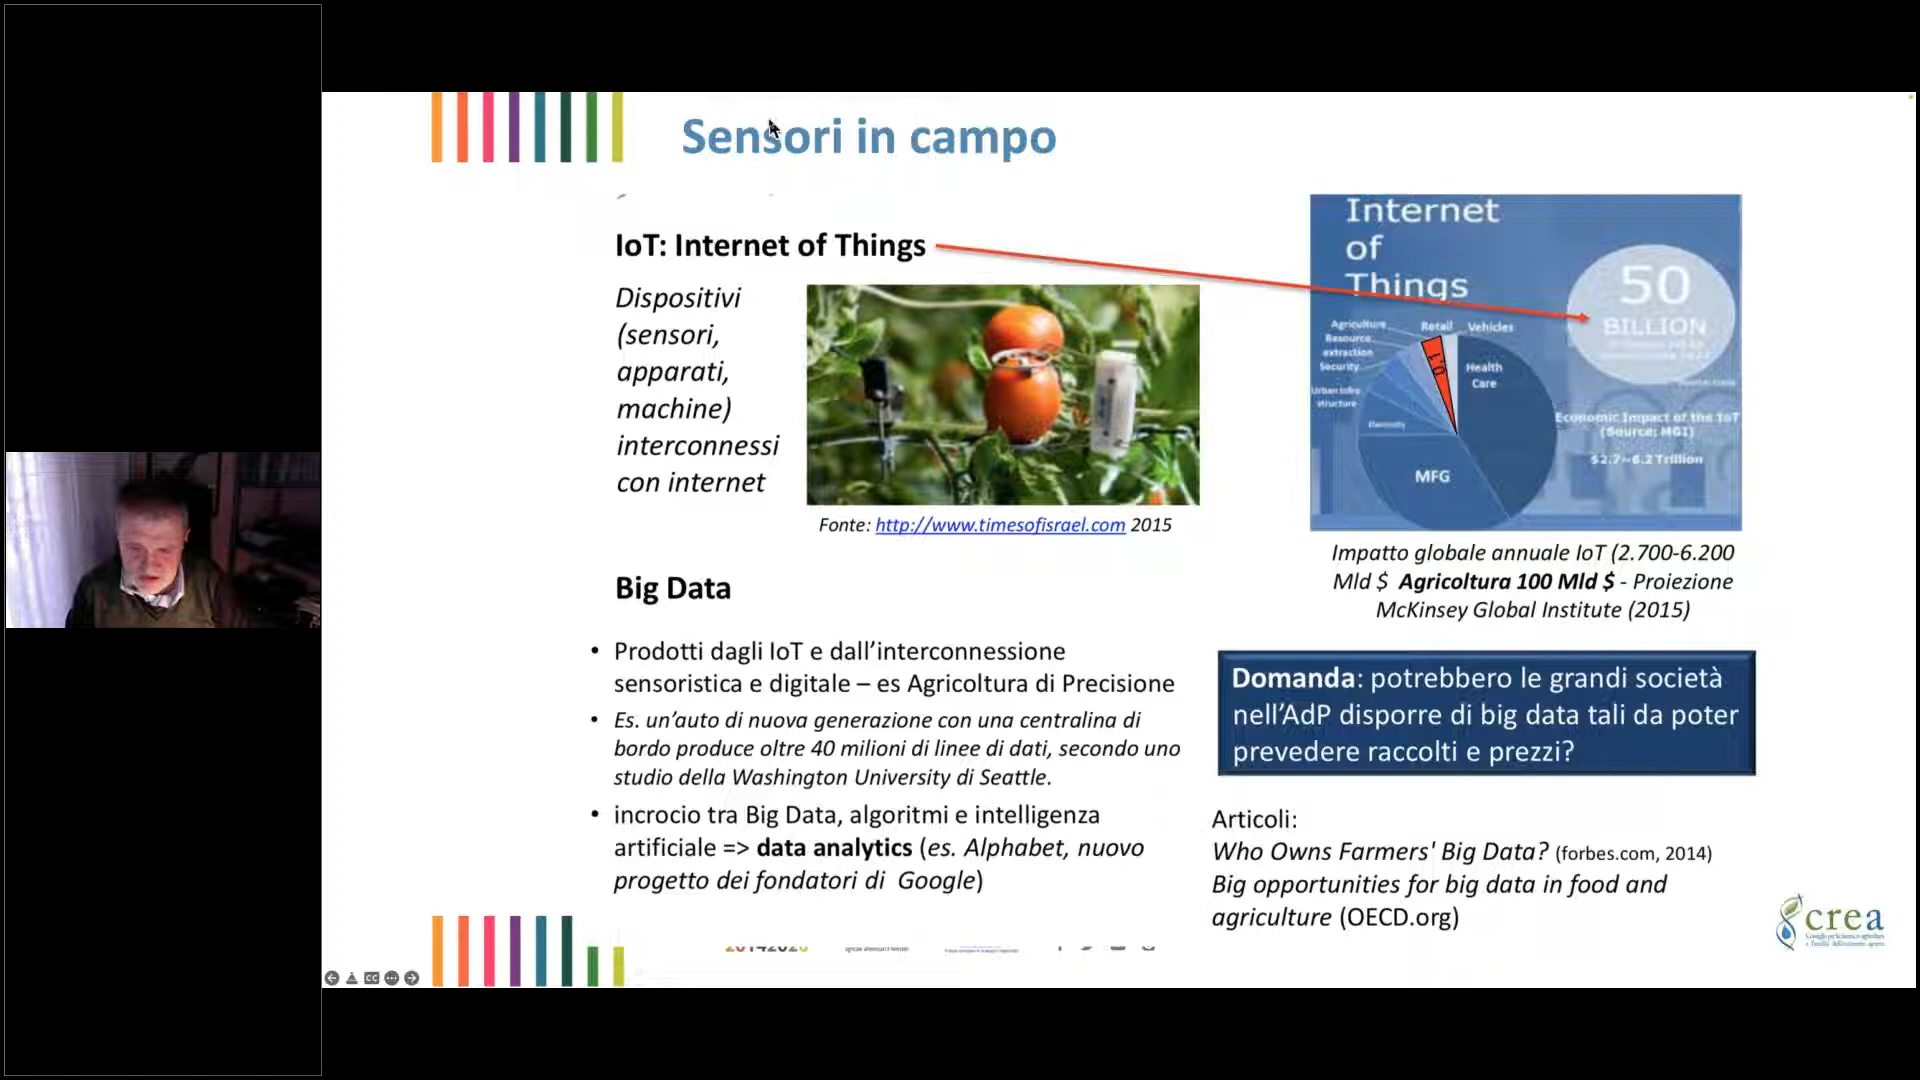 Sensori in campo
IoT: Internet of Things
Dispositivi
(sensori,
apparati,
machine)
interconnessi
con internet
Fonte: http://www.timesofisrael.com 2015
Internet
of
Things
50
BILLION
Agriculture
Resource
extraction
Security
Urban Infra
structure
Electricity
Retail
Vehicles
Health
Care
0,1
MFG
Economic Impact of the IoT
(Source: MGI)
$2.7-6.2 Trillion
Impatto globale annuale IoT (2.700-6.200
Mld $ Agricoltura 100 Mld $ - Proiezione
McKinsey Global Institute (2015)
Big Data
• Prodotti dagli IoT e dall’interconnessione
sensoristica e digitale – es Agricoltura di Precisione
• Es. un’auto di nuova generazione con una centralina di
bordo produce oltre 40 milioni di linee di dati, secondo uno
studio della Washington University di Seattle.
• incrocio tra Big Data, algoritmi e intelligenza
artificiale => data analytics (es. Alphabet, nuovo
progetto dei fondatori di Google)
Domanda: potrebbero le grandi società
nell’AdP disporre di big data tali da poter
prevedere raccolti e prezzi?
Articoli:
Who Owns Farmers' Big Data? (forbes.com, 2014)
Big opportunities for big data in food and
agriculture (OECD.org)
crea